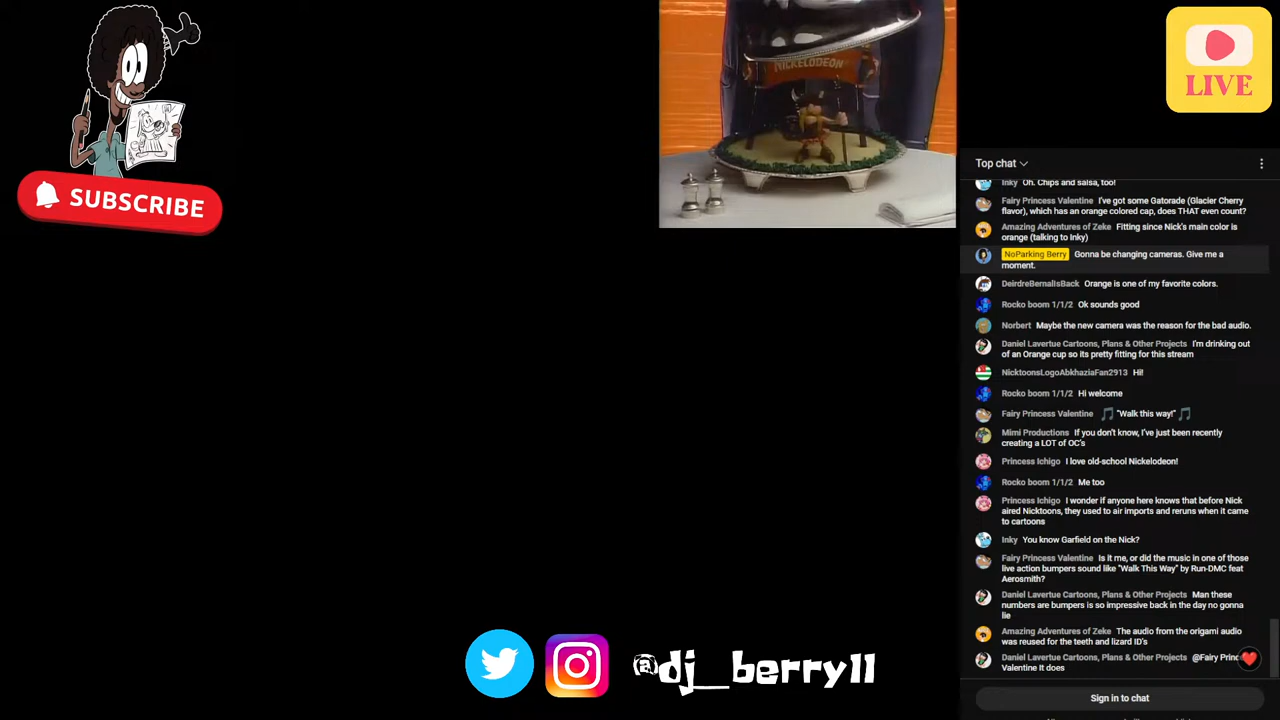 SUBSCRIBE
NICKELODEON
LIVE
Top chat
Inky Oh. Chips and salsa, too!
Fairy Princess Valentine I've got some Gatorade (Glacier Cherry
flavor), which has an orange colored cap, does THAT even count?
Amazing Adventures of Zeke Fitting since Nick's main color is
orange (talking to Inky)
NoParking Berry Gonna be changing cameras. Give me a
moment.
DeirdreBernalIsBack Orange is one of my favorite colors.
Rocko boom 1/1/2 Ok sounds good
Norbert Maybe the new camera was the reason for the bad audio.
Daniel Lavertue Cartoons, Plans & Other Projects I'm drinking out
of an Orange cup so its pretty fitting for this stream
NicktoonsLogoAbkhaziaFan2913 Hi!
Rocko boom 1/1/2 Hi welcome
Fairy Princess Valentine 🎵 "Walk this way!" 🎵
Mimi Productions If you don't know, I've just been recently
creating a LOT of OC's
Princess Ichigo I love old-school Nickelodeon!
Rocko boom 1/1/2 Me too
Princess Ichigo I wonder if anyone here knows that before Nick
aired Nicktoons, they used to air imports and reruns when it came
to cartoons
Inky You know Garfield on the Nick?
Fairy Princess Valentine Is it me, or did the music in one of those
live action bumpers sound like "Walk This Way" by Run-DMC feat
Aerosmith?
Daniel Lavertue Cartoons, Plans & Other Projects Man these
numbers are bumpers is so impressive back in the day no gonna
lie
Amazing Adventures of Zeke The audio from the origami audio
was reused for the teeth and lizard ID's
Daniel Lavertue Cartoons, Plans & Other Projects @Fairy Princ
Valentine It does
Sign in to chat
@dj_berry11